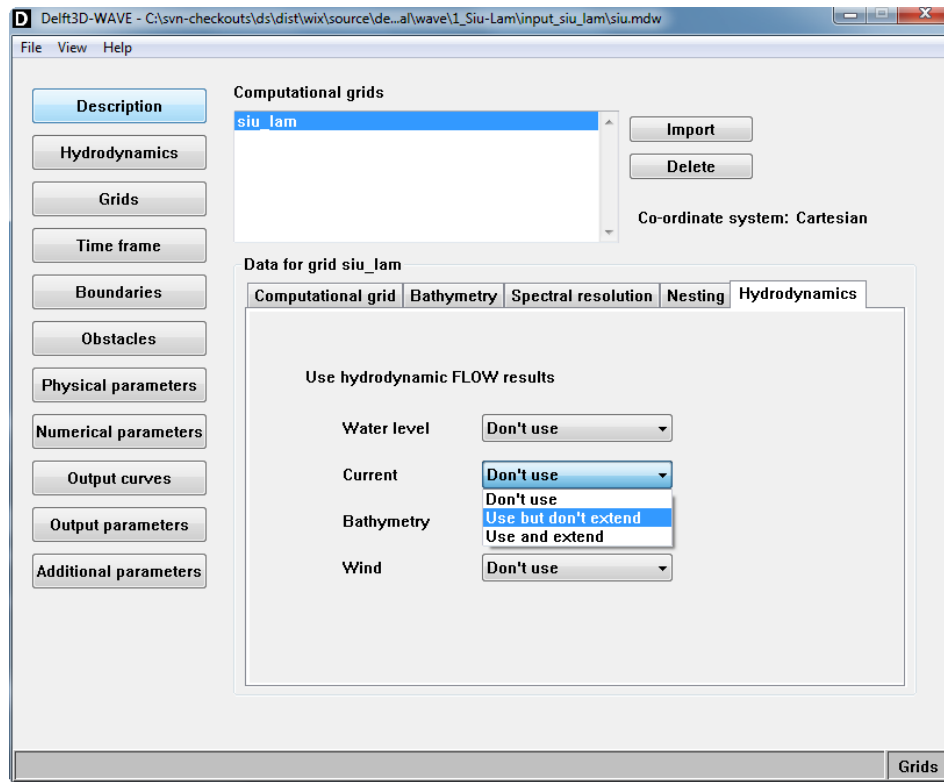 D Delft3D-WAVE - C:\svn-checkouts\ds\dist\wix\source\de...al\wave\1_Siu-Lam\input_siu_lam\siu.mdw
File View Help
Description
Hydrodynamics
Grids
Time frame
Boundaries
Obstacles
Physical parameters
Numerical parameters
Output curves
Output parameters
Additional parameters
Computational grids
siu_lam
Import
Delete
Co-ordinate system: Cartesian
Data for grid siu_lam
Computational grid Bathymetry Spectral resolution Nesting Hydrodynamics
Use hydrodynamic FLOW results
Water level Don't use
Current Don't use
Don't use
Use but don't extend
Use and extend
Bathymetry
Wind Don't use
Grids